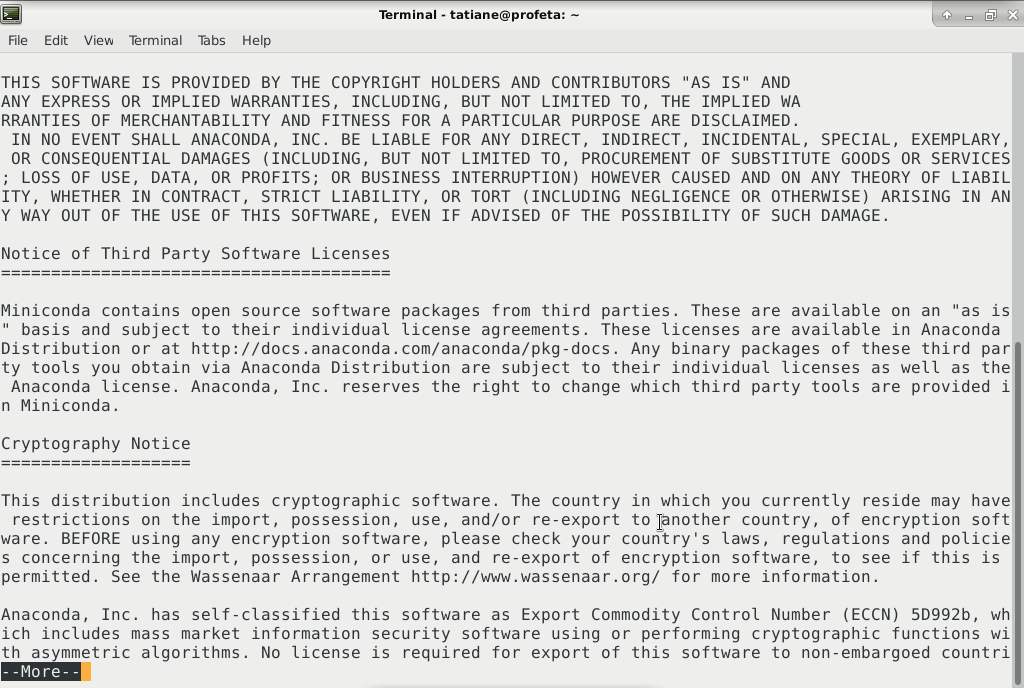 Terminal - tatiane@profeta: ~
File Edit View Terminal Tabs Help
THIS SOFTWARE IS PROVIDED BY THE COPYRIGHT HOLDERS AND CONTRIBUTORS "AS IS" AND
ANY EXPRESS OR IMPLIED WARRANTIES, INCLUDING, BUT NOT LIMITED TO, THE IMPLIED WA
RRANTIES OF MERCHANTABILITY AND FITNESS FOR A PARTICULAR PURPOSE ARE DISCLAIMED.
 IN NO EVENT SHALL ANACONDA, INC. BE LIABLE FOR ANY DIRECT, INDIRECT, INCIDENTAL, SPECIAL, EXEMPLARY,
 OR CONSEQUENTIAL DAMAGES (INCLUDING, BUT NOT LIMITED TO, PROCUREMENT OF SUBSTITUTE GOODS OR SERVICES
; LOSS OF USE, DATA, OR PROFITS; OR BUSINESS INTERRUPTION) HOWEVER CAUSED AND ON ANY THEORY OF LIABIL
ITY, WHETHER IN CONTRACT, STRICT LIABILITY, OR TORT (INCLUDING NEGLIGENCE OR OTHERWISE) ARISING IN AN
Y WAY OUT OF THE USE OF THIS SOFTWARE, EVEN IF ADVISED OF THE POSSIBILITY OF SUCH DAMAGE.
Notice of Third Party Software Licenses
=======================================
Miniconda contains open source software packages from third parties. These are available on an "as is
" basis and subject to their individual license agreements. These licenses are available in Anaconda
Distribution or at http://docs.anaconda.com/anaconda/pkg-docs. Any binary packages of these third par
ty tools you obtain via Anaconda Distribution are subject to their individual licenses as well as the
 Anaconda license. Anaconda, Inc. reserves the right to change which third party tools are provided i
n Miniconda.
Cryptography Notice
===================
This distribution includes cryptographic software. The country in which you currently reside may have
 restrictions on the import, possession, use, and/or re-export to another country, of encryption soft
ware. BEFORE using any encryption software, please check your country's laws, regulations and policie
s concerning the import, possession, or use, and re-export of encryption software, to see if this is
permitted. See the Wassenaar Arrangement http://www.wassenaar.org/ for more information.
Anaconda, Inc. has self-classified this software as Export Commodity Control Number (ECCN) 5D992b, wh
ich includes mass market information security software using or performing cryptographic functions wi
th asymmetric algorithms. No license is required for export of this software to non-embargoed countri
--More--